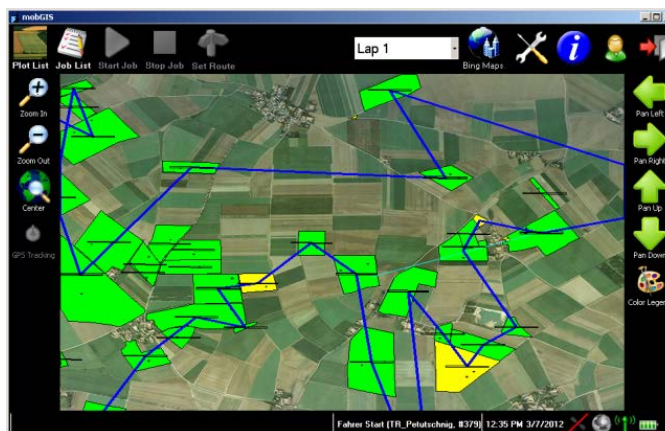 mobGIS
Plot List
Job List
Start Job
Stop Job
Set Route
Lap 1
Bing Maps
Zoom In
Zoom Out
Center
GPS Tracking
Pan Left
Pan Right
Pan Up
Pan Down
Color Legen
Fahrer Start (TR_Petutschnig, #379) 12:35 PM 3/7/2012